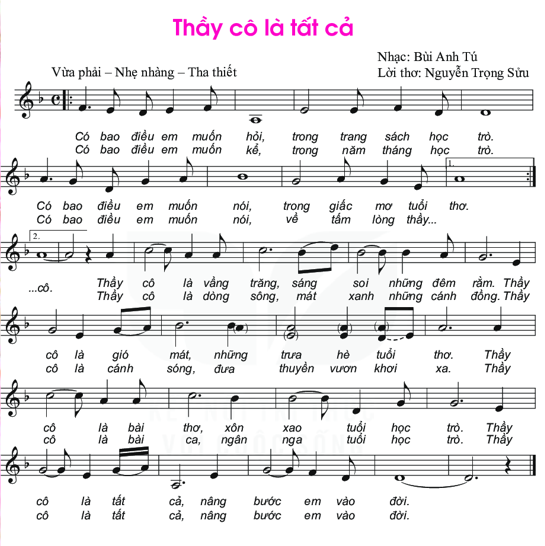 Thầy cô là tất cả
Nhạc: Bùi Anh Tú
Vừa phải – Nhẹ nhàng – Tha thiết
Lời thơ: Nguyễn Trọng Sửu
Có bao điều em muốn hỏi, trong trang sách học trò.
Có bao điều em muốn kể, trong năm tháng học trò.
1.
Có bao điều em muốn nói, trong giấc mơ tuổi thơ.
Có bao điều em muốn nói, về tấm lòng thầy...
2.
...cô. Thầy cô là vầng trăng, sáng soi những đêm rằm. Thầy
Thầy cô là dòng sông, mát xanh những cánh đồng. Thầy
cô là gió mát, những trưa hè tuổi thơ. Thầy
cô là cánh sóng, đưa thuyền vươn khơi xa. Thầy
cô là bài thơ, xôn xao tuổi học trò. Thầy
cô là bài ca, ngân nga tuổi học trò. Thầy
cô là tất cả, nâng bước em vào đời.
cô là tất cả, nâng bước em vào đời.